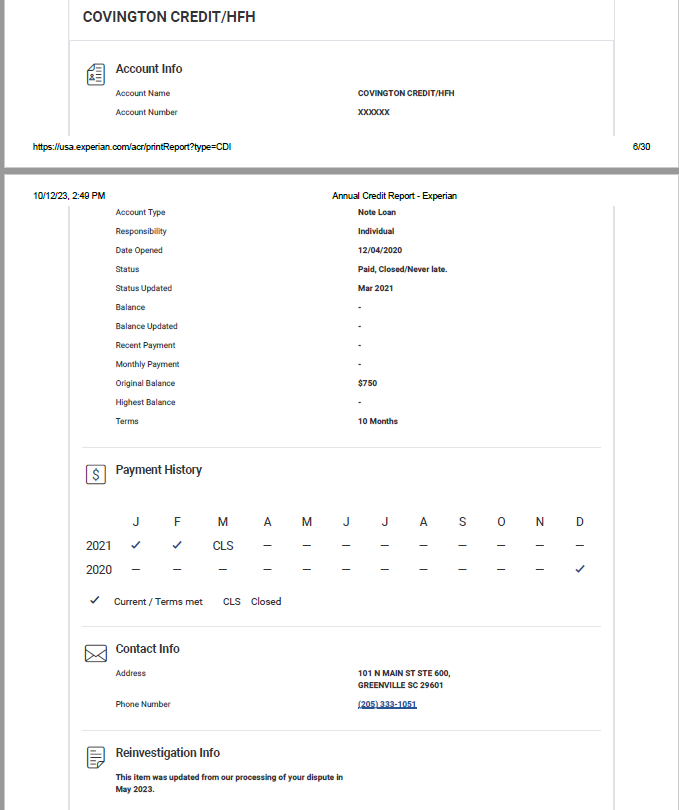 COVINGTON CREDIT/HFH
Account Info
Account Name COVINGTON CREDIT/HFH
Account Number XXXXXX
https://usa.experian.com/acr/printReport?type=CDI 6/30
10/12/23, 2:49 PM Annual Credit Report - Experian
Account Type Note Loan
Responsibility Individual
Date Opened 12/04/2020
Status Paid, Closed/Never late.
Status Updated Mar 2021
Balance -
Balance Updated -
Recent Payment -
Monthly Payment -
Original Balance $750
Highest Balance -
Terms 10 Months
$ Payment History
J F M A M J J A S O N D
2021 ✓ ✓ CLS — — — — — — — — —
2020 — — — — — — — — — — — ✓
✓ Current / Terms met CLS Closed
Contact Info
Address 101 N MAIN ST STE 600,
GREENVILLE SC 29601
Phone Number (205) 333-1051
Reinvestigation Info
This item was updated from our processing of your dispute in
May 2023.